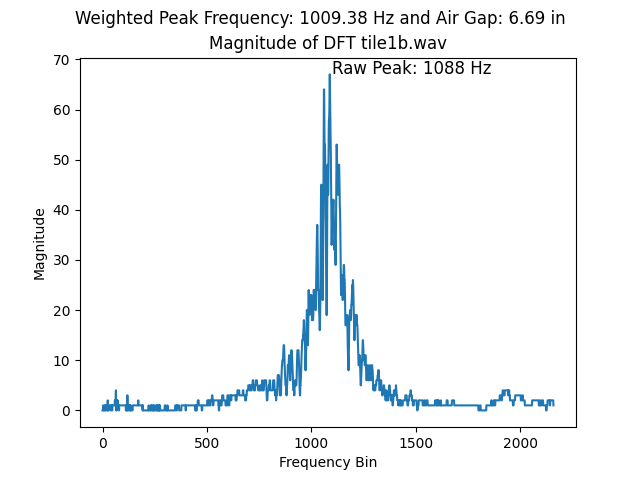 Weighted Peak Frequency: 1009.38 Hz and Air Gap: 6.69 in
Magnitude of DFT tile1b.wav
Raw Peak: 1088 Hz
70
60
50
40
30
20
10
0
Magnitude
0 500 1000 1500 2000
Frequency Bin